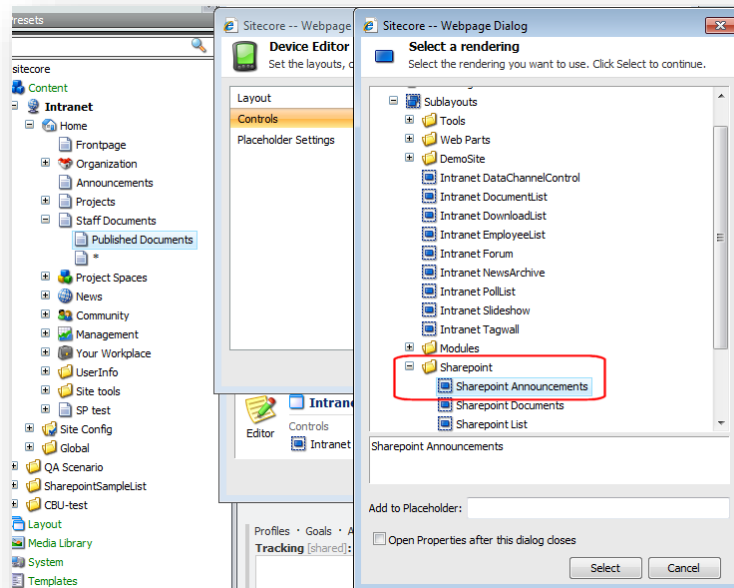 resets
sitecore
Content
Intranet
Home
Frontpage
Organization
Announcements
Projects
Staff Documents
Published Documents
*
Project Spaces
News
Community
Management
Your Workplace
UserInfo
Site tools
SP test
Site Config
Global
QA Scenario
SharepointSampleList
CBU-test
Layout
Media Library
System
Templates
Sitecore -- Webpage
Device Editor
Set the layouts, c
Layout
Controls
Placeholder Settings
Intrane
Editor
Controls
Intranet
Profiles · Goals · A
Tracking [shared]:
Sitecore -- Webpage Dialog
Select a rendering
Select the rendering you want to use. Click Select to continue.
Sublayouts
Tools
Web Parts
DemoSite
Intranet DataChannelControl
Intranet DocumentList
Intranet DownloadList
Intranet EmployeeList
Intranet Forum
Intranet NewsArchive
Intranet PollList
Intranet Slideshow
Intranet Tagwall
Modules
Sharepoint
Sharepoint Announcements
Sharepoint Documents
Sharepoint List
Sharepoint Announcements
Add to Placeholder:
Open Properties after this dialog closes
Select Cancel